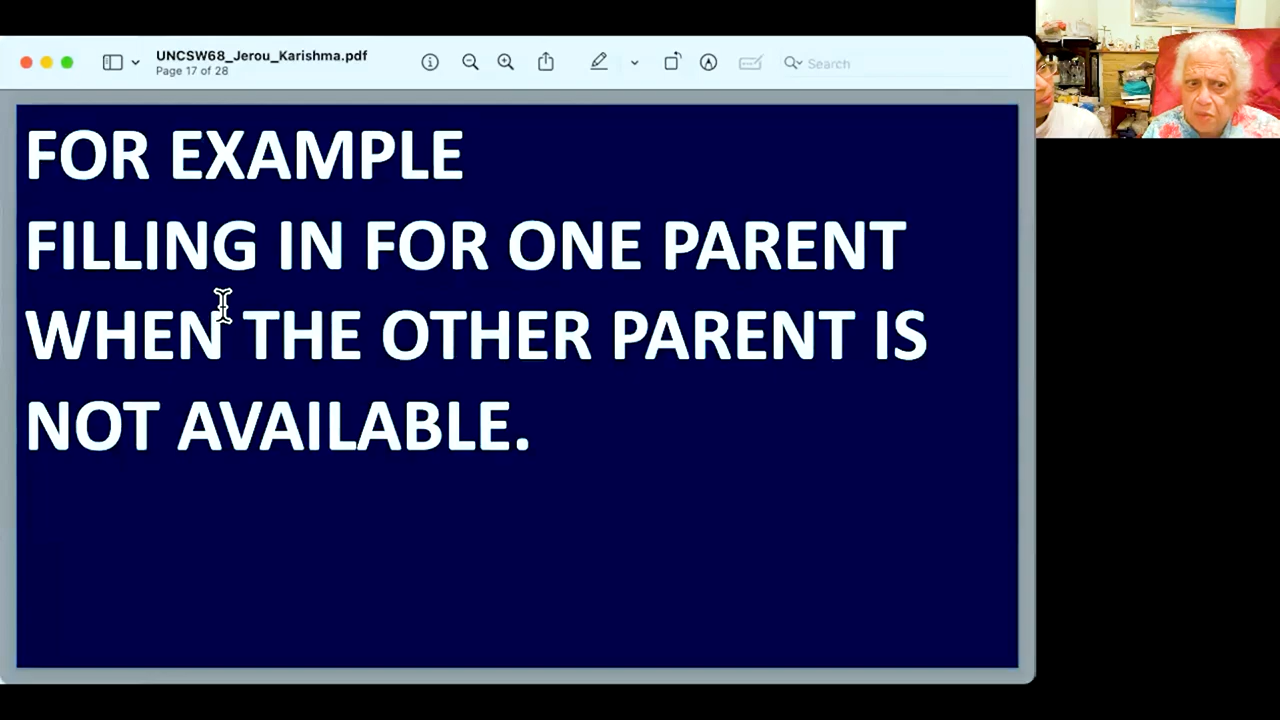 UNCSW68_Jerou_Karishma.pdf
Page 17 of 28
Search
FOR EXAMPLE
FILLING IN FOR ONE PARENT
WHEN THE OTHER PARENT IS
NOT AVAILABLE.